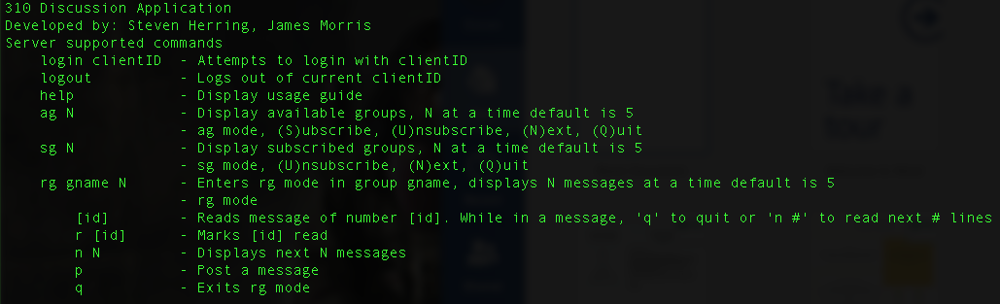 310 Discussion Application
Developed by: Steven Herring, James Morris
Server supported commands
login clientID - Attempts to login with clientID
logout - Logs out of current clientID
help - Display usage guide
ag N - Display available groups, N at a time default is 5
- ag mode, (S)ubscribe, (U)nsubscribe, (N)ext, (Q)uit
sg N - Display subscribed groups, N at a time default is 5
- sg mode, (U)nsubscribe, (N)ext, (Q)uit
rg gname N - Enters rg mode in group gname, displays N messages at a time default is 5
- rg mode
[id] - Reads message of number [id]. While in a message, 'q' to quit or 'n #' to read next # lines
r [id] - Marks [id] read
n N - Displays next N messages
p - Post a message
q - Exits rg mode
Take a
tour